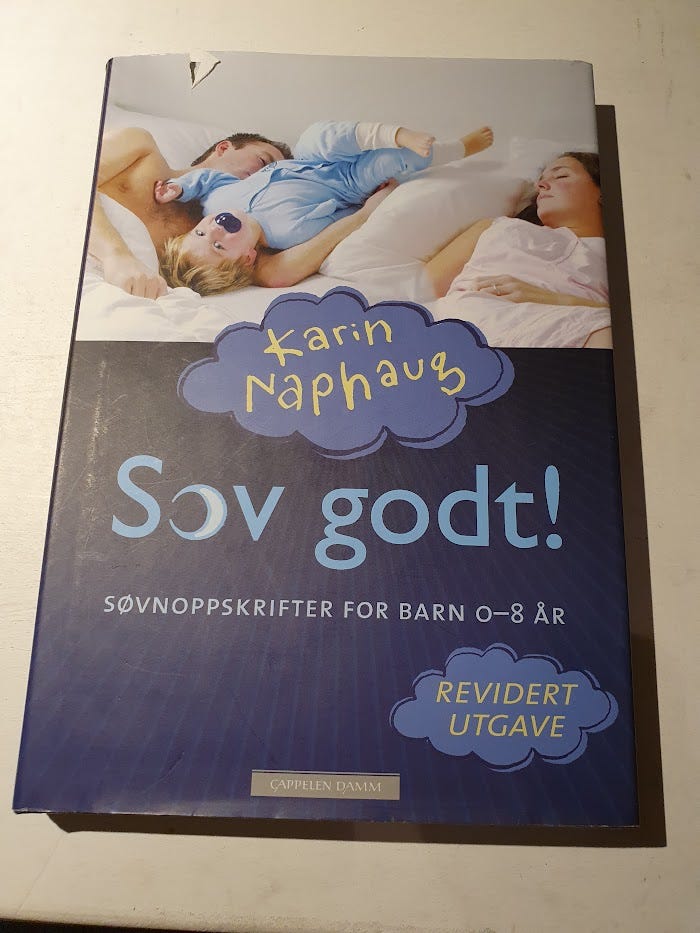 Karin
Naphaug
Sov godt!
SØVNOPPSKRIFTER FOR BARN 0–8 ÅR
REVIDERT
UTGAVE
CAPPELEN DAMM